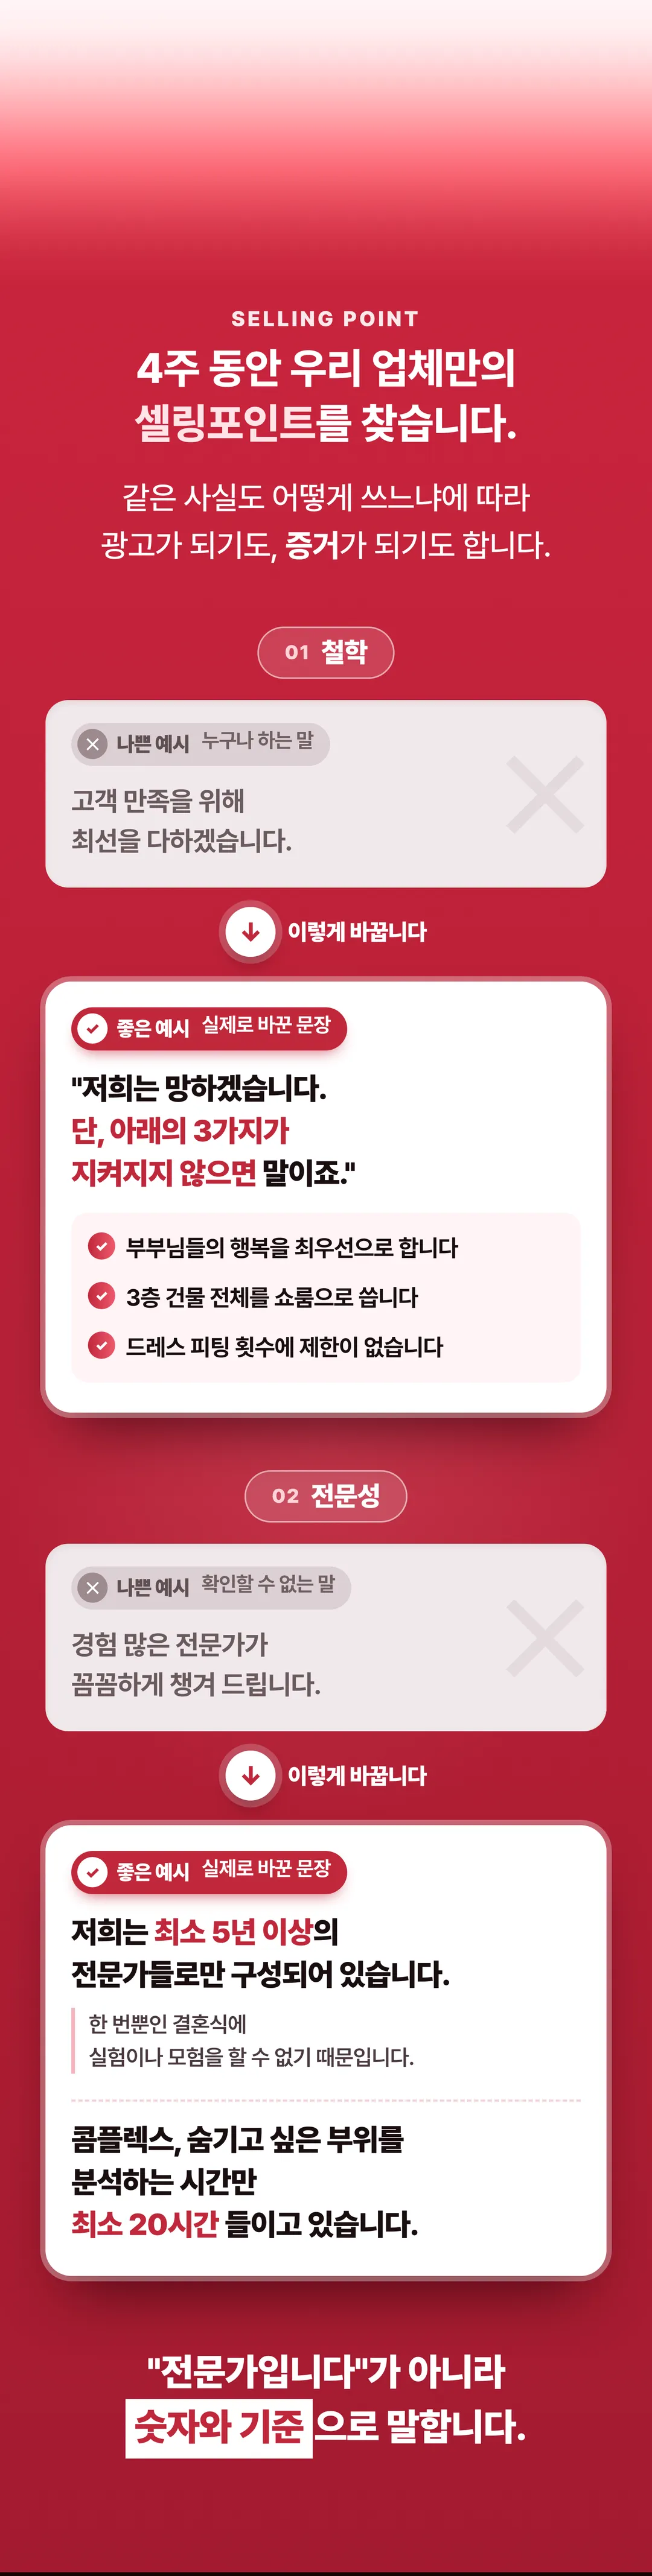 SELLING POINT
4주 동안 우리 업체만의
셀링포인트를 찾습니다.
같은 사실도 어떻게 쓰느냐에 따라
광고가 되기도, 증거가 되기도 합니다.
01 철학
나쁜 예시 누구나 하는 말
고객 만족을 위해
최선을 다하겠습니다.
이렇게 바꿉니다
좋은 예시 실제로 바꾼 문장
"저희는 망하겠습니다.
단, 아래의 3가지가
지켜지지 않으면 말이죠."
부부님들의 행복을 최우선으로 합니다
3층 건물 전체를 쇼룸으로 씁니다
드레스 피팅 횟수에 제한이 없습니다
02 전문성
나쁜 예시 확인할 수 없는 말
경험 많은 전문가가
꼼꼼하게 챙겨 드립니다.
이렇게 바꿉니다
좋은 예시 실제로 바꾼 문장
저희는 최소 5년 이상의
전문가들로만 구성되어 있습니다.
한 번뿐인 결혼식에
실험이나 모험을 할 수 없기 때문입니다.
콤플렉스, 숨기고 싶은 부위를
분석하는 시간만
최소 20시간 들이고 있습니다.
"전문가입니다"가 아니라
숫자와 기준으로 말합니다.